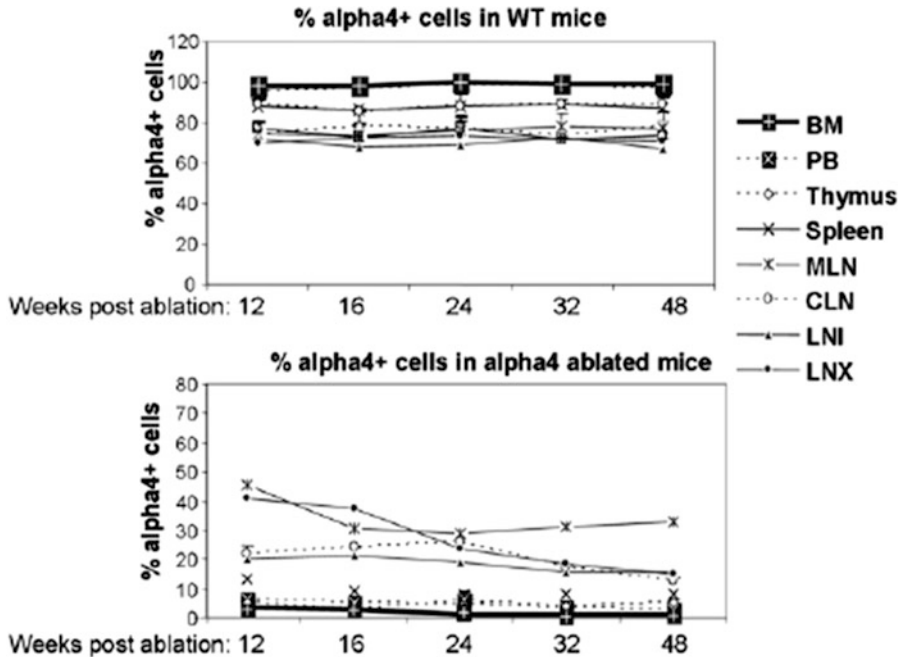 % alpha4+ cells in WT mice
% alpha4+ cells
120
100
80
60
40
20
0
Weeks post ablation: 12 16 24 32 48
BM
PB
Thymus
Spleen
MLN
CLN
LNI
LNX
% alpha4+ cells in alpha4 ablated mice
% alpha4+ cells
80
70
60
50
40
30
20
10
0
Weeks post ablation: 12 16 24 32 48